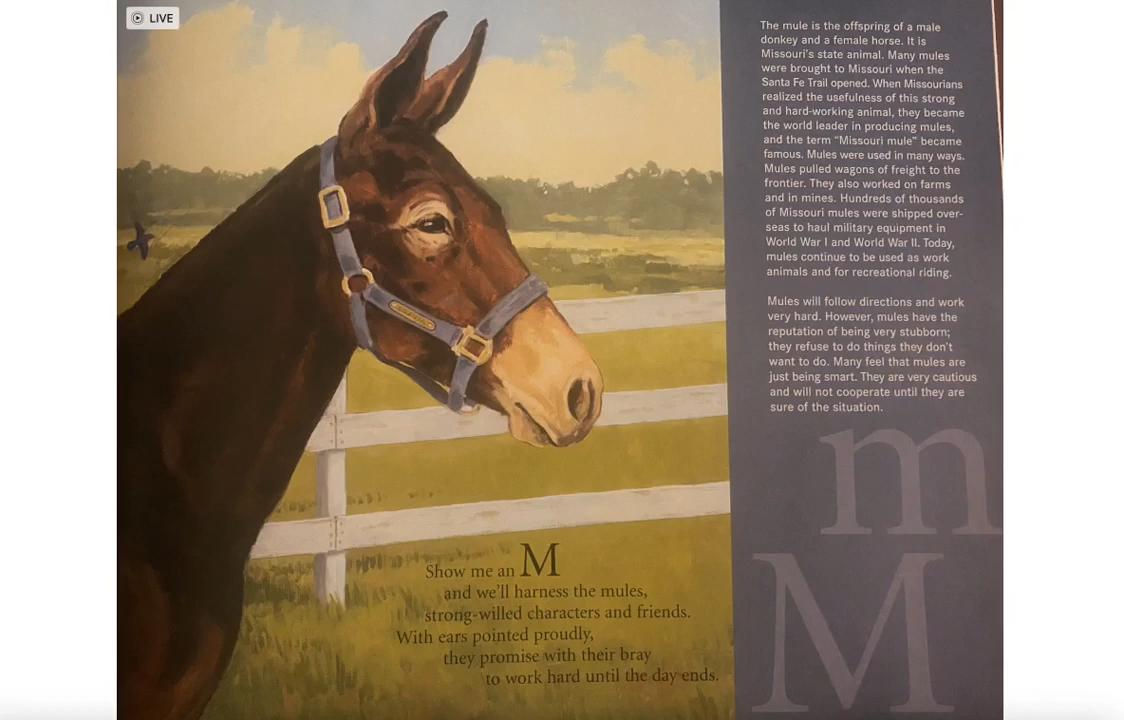 LIVE
Show me an M
and we'll harness the mules,
strong-willed characters and friends.
With ears pointed proudly,
they promise with their bray
to work hard until the day ends.
The mule is the offspring of a male
donkey and a female horse. It is
Missouri's state animal. Many mules
were brought to Missouri when the
Santa Fe Trail opened. When Missourians
realized the usefulness of this strong
and hard-working animal, they became
the world leader in producing mules,
and the term “Missouri mule” became
famous. Mules were used in many ways.
Mules pulled wagons of freight to the
frontier. They also worked on farms
and in mines. Hundreds of thousands
of Missouri mules were shipped over-
seas to haul military equipment in
World War I and World War II. Today,
mules continue to be used as work
animals and for recreational riding.
Mules will follow directions and work
very hard. However, mules have the
reputation of being very stubborn;
they refuse to do things they don't
want to do. Many feel that mules are
just being smart. They are very cautious
and will not cooperate until they are
sure of the situation.
m
M